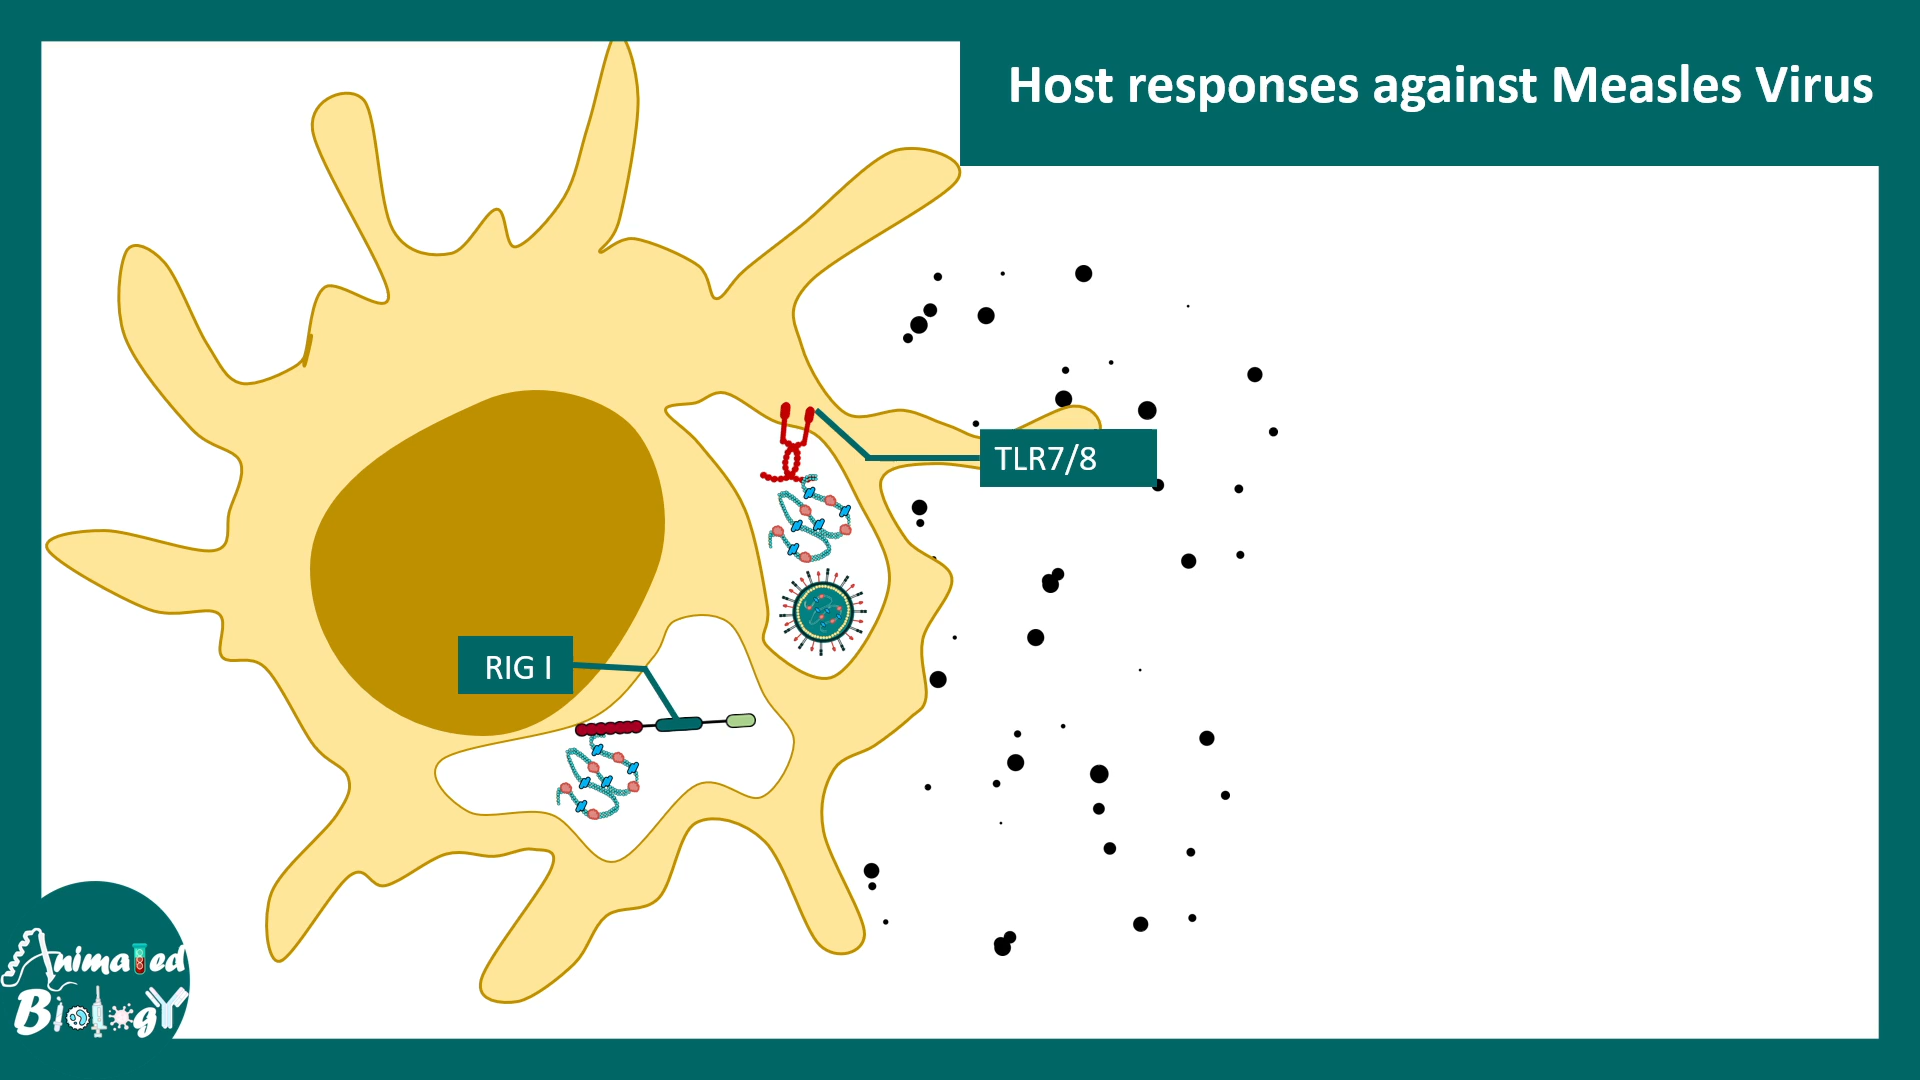 Host responses against Measles Virus
TLR7/8
RIG I
Animated
Biology